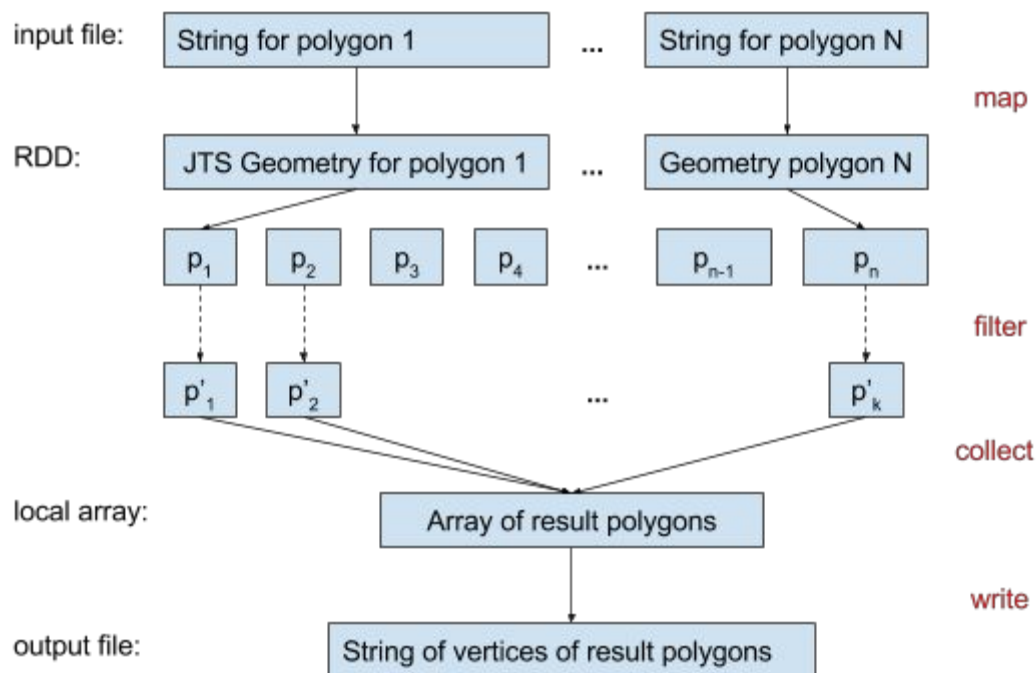 input file: String for polygon 1 ... String for polygon N
map
RDD: JTS Geometry for polygon 1 ... Geometry polygon N
p₁ p₂ p₃ p₄ ... pₙ₋₁ pₙ
filter
p'₁ p'₂ ... p'ₖ
collect
local array: Array of result polygons
write
output file: String of vertices of result polygons